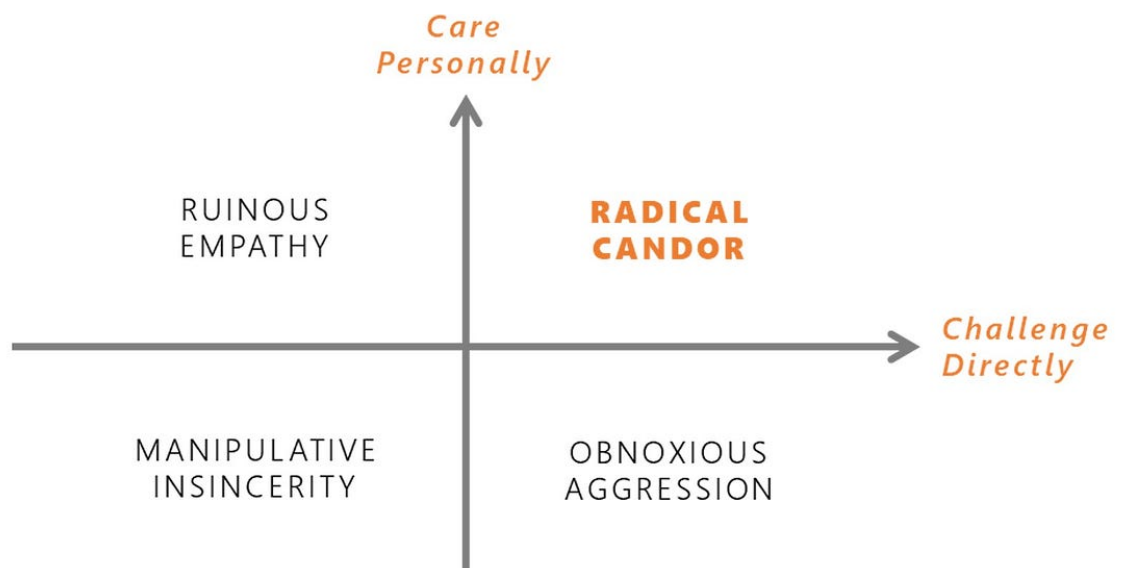 Care
Personally
RUINOUS
EMPATHY
RADICAL
CANDOR
Challenge
Directly
MANIPULATIVE
INSINCERITY
OBNOXIOUS
AGGRESSION